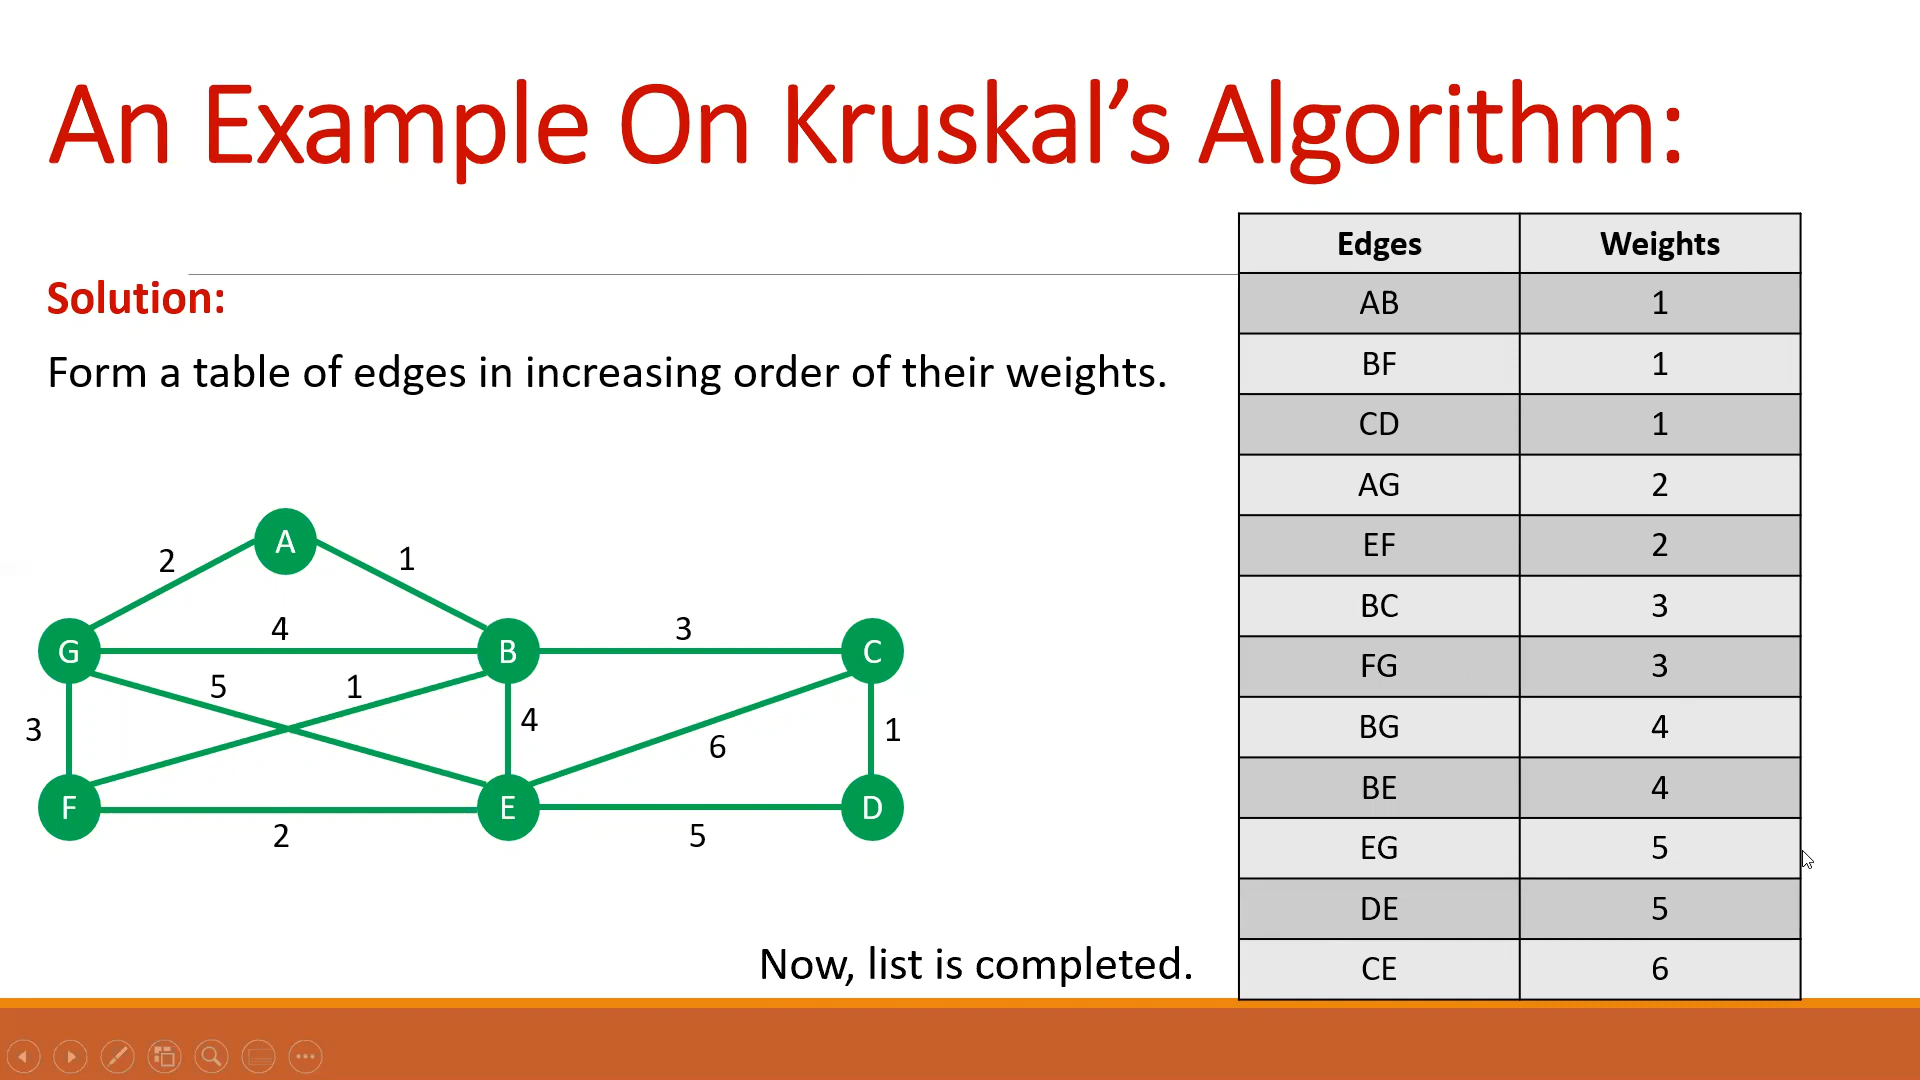 An Example On Kruskal’s Algorithm:
Solution:
Form a table of edges in increasing order of their weights.
Edges Weights
AB 1
BF 1
CD 1
AG 2
EF 2
BC 3
FG 3
BG 4
BE 4
EG 5
DE 5
CE 6
A
2 1
4 3
G B C
5 1
3 4 6 1
F E D
2 5
Now, list is completed.